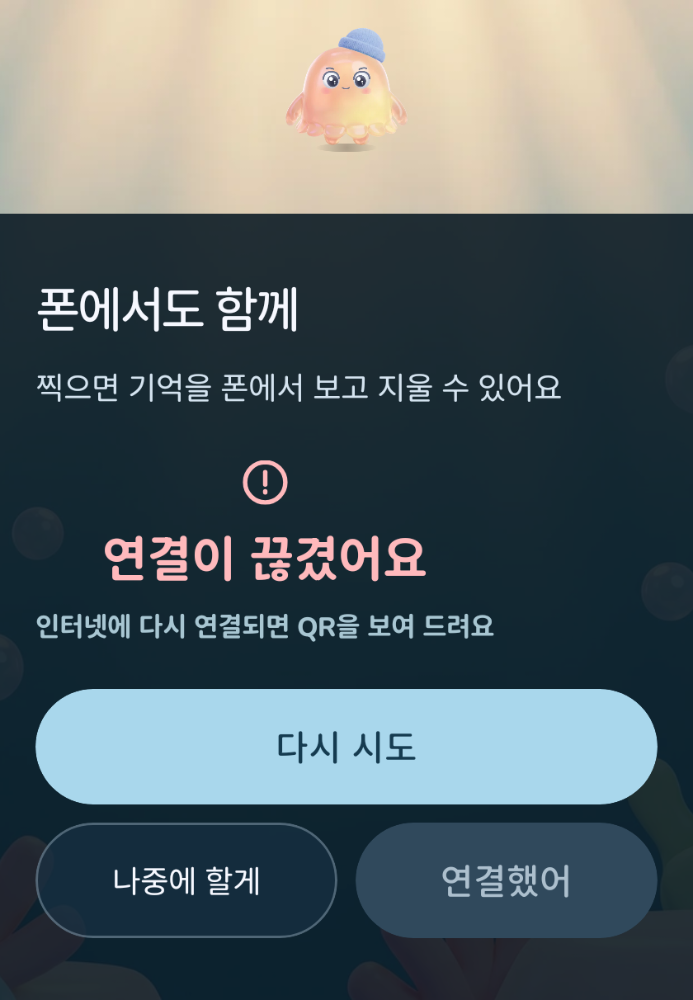 폰에서도 함께
찍으면 기억을 폰에서 보고 지울 수 있어요
연결이 끊겼어요
인터넷에 다시 연결되면 QR을 보여 드려요
다시 시도
나중에 할게
연결했어